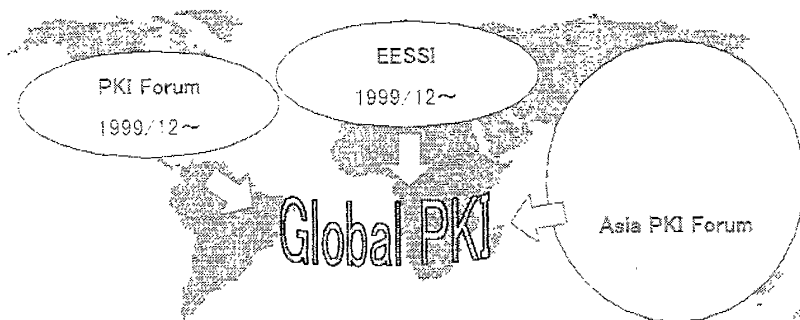 PKI Forum
1999/12～
EESSI
1999/12～
Asia PKI Forum
Global PKI